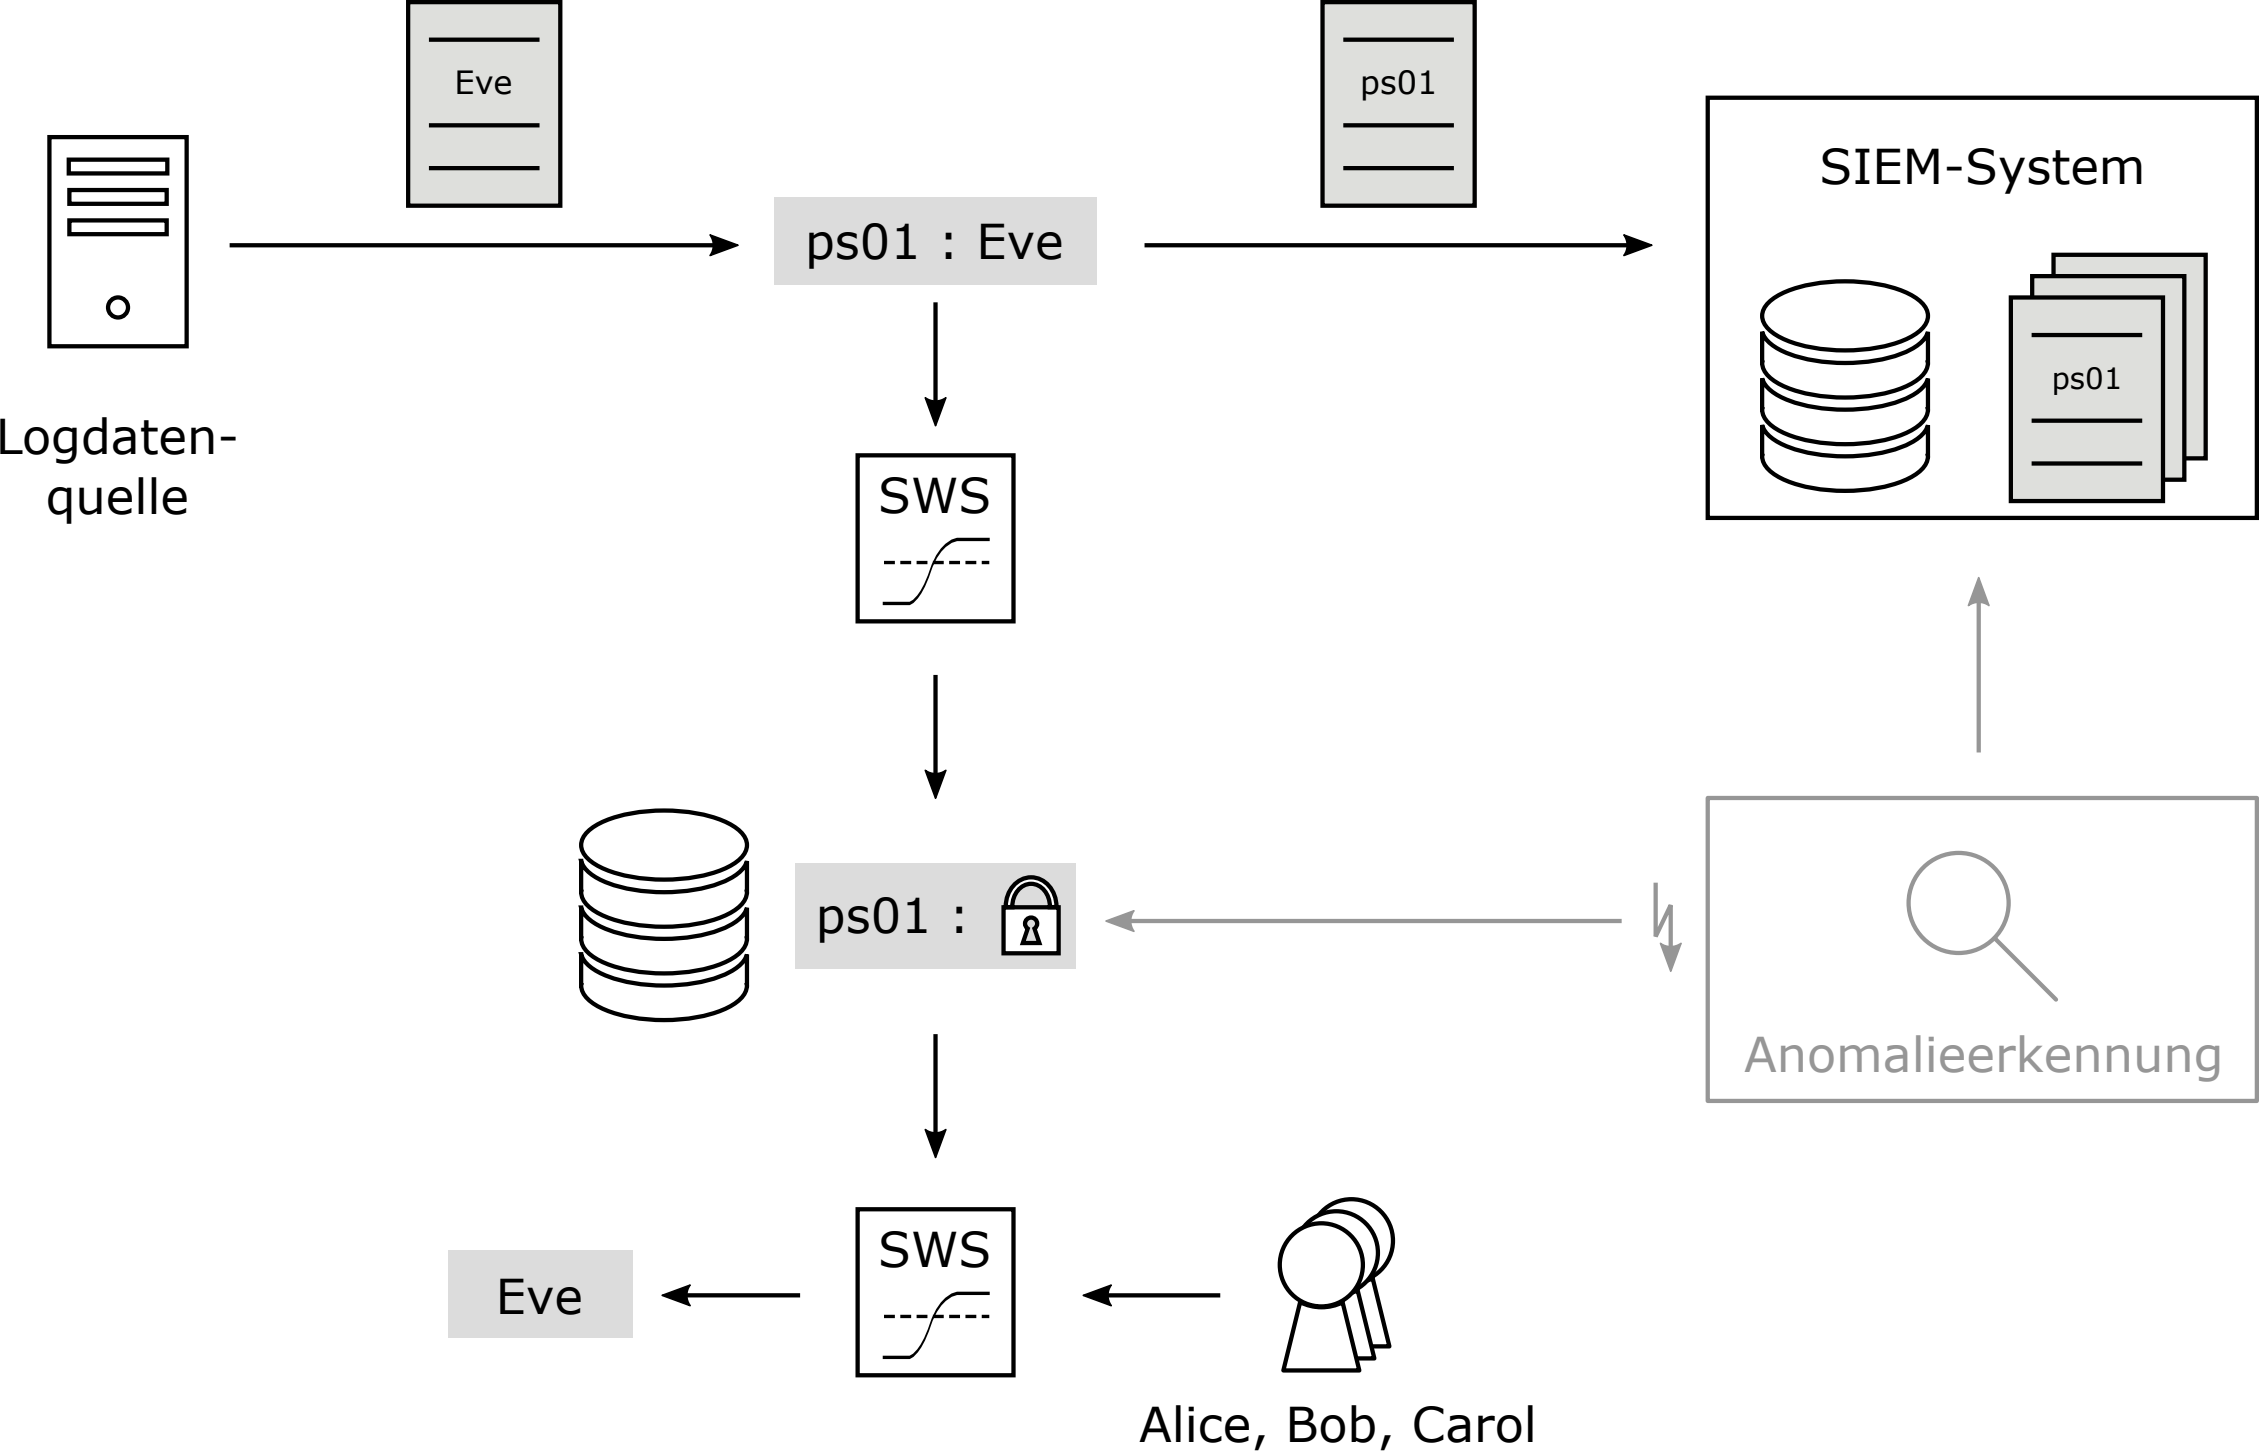 Eve
ps01
SIEM-System
ps01 : Eve
ps01
Logdaten-
quelle
SWS
ps01 :
Anomalieerkennung
SWS
Eve
Alice, Bob, Carol